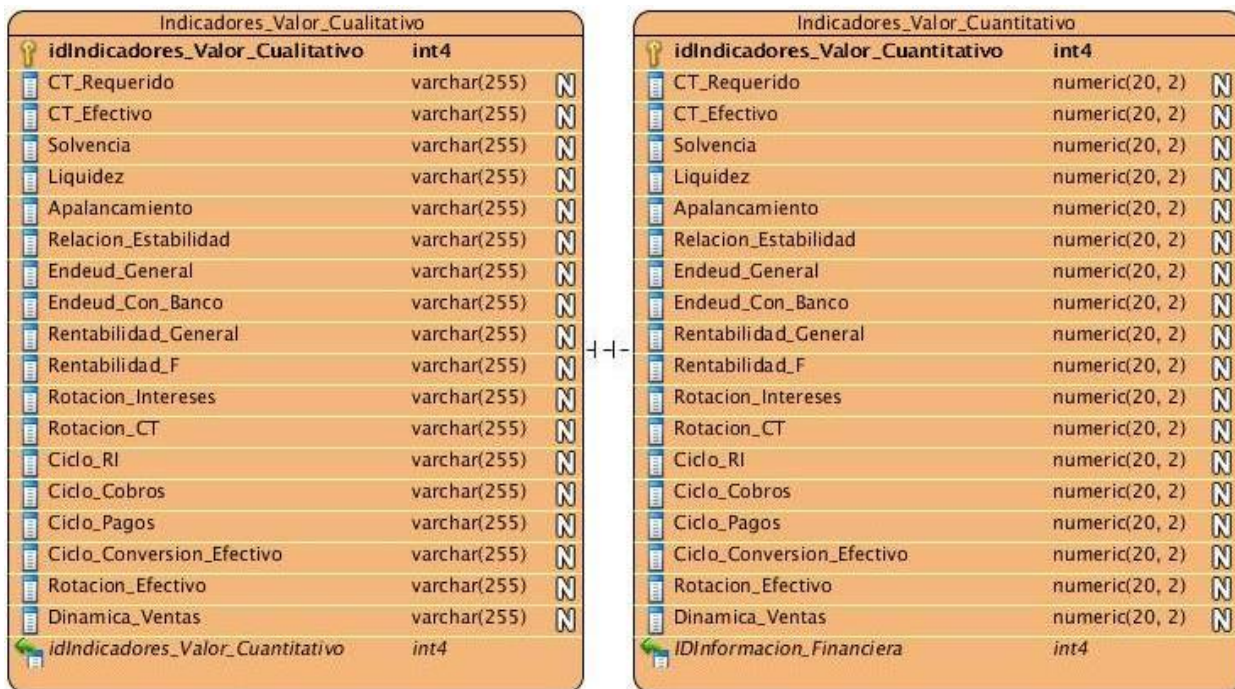 Indicadores_Valor_Cualitativo
idIndicadores_Valor_Cualitativo int4
CT_Requerido varchar(255) N
CT_Efectivo varchar(255) N
Solvencia varchar(255) N
Liquidez varchar(255) N
Apalancamiento varchar(255) N
Relacion_Estabilidad varchar(255) N
Endeud_General varchar(255) N
Endeud_Con_Banco varchar(255) N
Rentabilidad_General varchar(255) N
Rentabilidad_F varchar(255) N
Rotacion_Intereses varchar(255) N
Rotacion_CT varchar(255) N
Ciclo_RI varchar(255) N
Ciclo_Cobros varchar(255) N
Ciclo_Pagos varchar(255) N
Ciclo_Conversion_Efectivo varchar(255) N
Rotacion_Efectivo varchar(255) N
Dinamica_Ventas varchar(255) N
idIndicadores_Valor_Cuantitativo int4
Indicadores_Valor_Cuantitativo
idIndicadores_Valor_Cuantitativo int4
CT_Requerido numeric(20, 2) N
CT_Efectivo numeric(20, 2) N
Solvencia numeric(20, 2) N
Liquidez numeric(20, 2) N
Apalancamiento numeric(20, 2) N
Relacion_Estabilidad numeric(20, 2) N
Endeud_General numeric(20, 2) N
Endeud_Con_Banco numeric(20, 2) N
Rentabilidad_General numeric(20, 2) N
Rentabilidad_F numeric(20, 2) N
Rotacion_Intereses numeric(20, 2) N
Rotacion_CT numeric(20, 2) N
Ciclo_RI numeric(20, 2) N
Ciclo_Cobros numeric(20, 2) N
Ciclo_Pagos numeric(20, 2) N
Ciclo_Conversion_Efectivo numeric(20, 2) N
Rotacion_Efectivo numeric(20, 2) N
Dinamica_Ventas numeric(20, 2) N
IDInformacion_Financiera int4